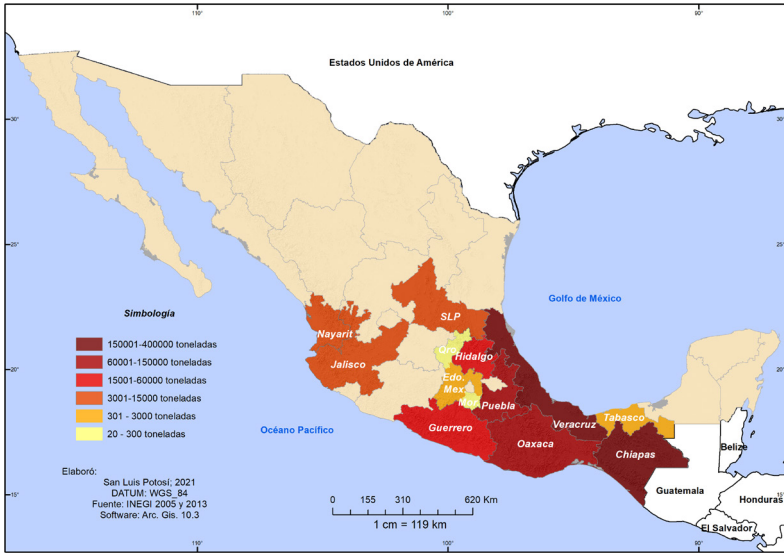 110°
100°
90°
Estados Unidos de América
30°
30°
25°
25°
Golfo de México
Simbología
150001-400000 toneladas
60001-150000 toneladas
15001-60000 toneladas
3001-15000 toneladas
301 - 3000 toneladas
20 - 300 toneladas
Nayarit
SLP
Jalisco
Qro.
Hidalgo
20°
20°
Edo.
Mex
Mor.
Puebla
Tabasco
Veracruz
Guerrero
Oaxaca
Chiapas
Océano Pacífico
Belize
Guatemala
Honduras
El Salvador
Elaboró:
San Luis Potosí; 2021
DATUM: WGS_84
Fuente: INEGI 2005 y 2013
Software: Arc. Gis. 10.3
15°
15°
0 155 310 620 Km
1 cm = 119 km
110°
100°
90°